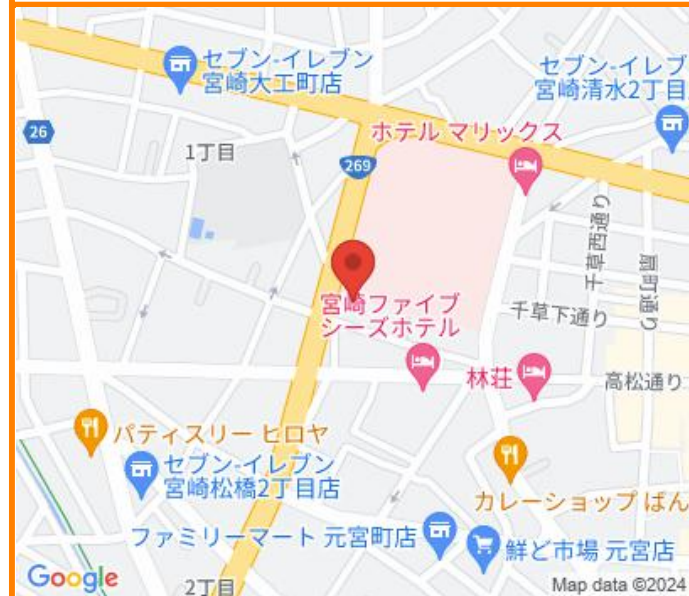 セブン-イレブン
宮崎大工町店
セブン-イレブ
宮崎清水2丁目
ホテル マリックス
26
1丁目
269
千草西通り
扇町通り
宮崎ファイブ
シーズホテル
千草下通り
林荘
高松通り
パティスリー ヒロヤ
セブン-イレブン
宮崎松橋2丁目店
カレーショップ ばん
ファミリーマート 元宮町店
鮮ど市場 元宮店
Google
2丁目
Map data ©2024